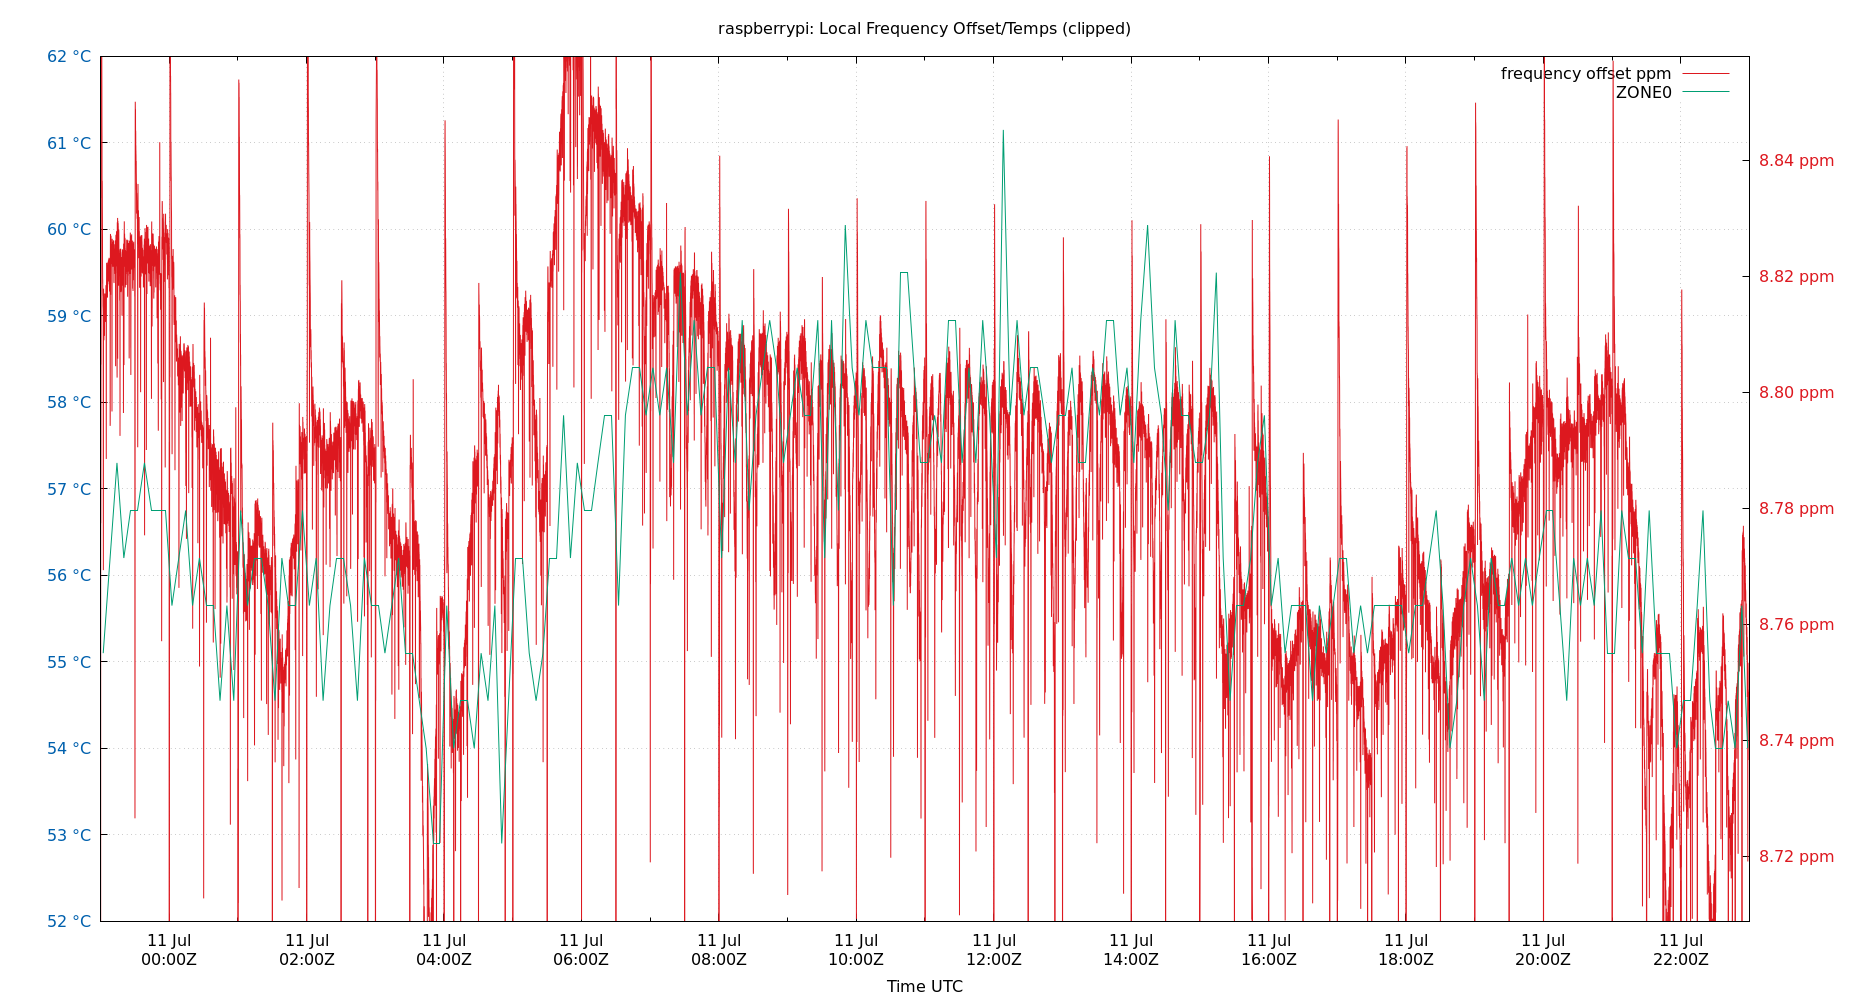 raspberrypi: Local Frequency Offset/Temps (clipped)
frequency offset ppm
ZONE0
62 °C
61 °C
60 °C
59 °C
58 °C
57 °C
56 °C
55 °C
54 °C
53 °C
52 °C
8.84 ppm
8.82 ppm
8.80 ppm
8.78 ppm
8.76 ppm
8.74 ppm
8.72 ppm
11 Jul 11 Jul 11 Jul 11 Jul 11 Jul 11 Jul 11 Jul 11 Jul 11 Jul 11 Jul 11 Jul 11 Jul
00:00Z 02:00Z 04:00Z 06:00Z 08:00Z 10:00Z 12:00Z 14:00Z 16:00Z 18:00Z 20:00Z 22:00Z
Time UTC